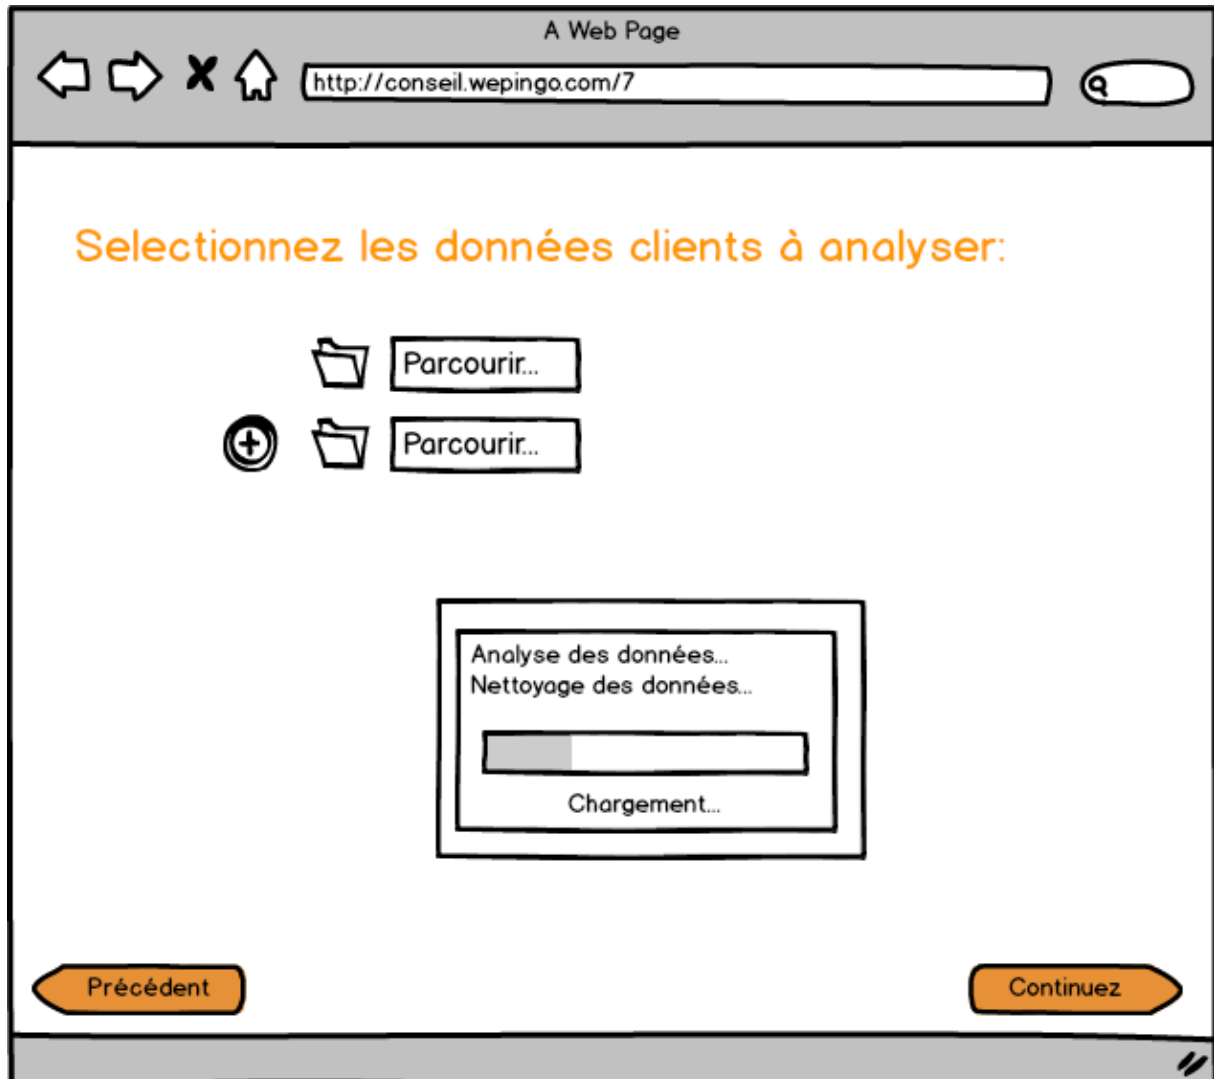 A Web Page
http://conseil.wepingo.com/7
Selectionnez les données clients à analyser:
Parcourir...
Parcourir...
Analyse des données...
Nettoyage des données...
Chargement...
Précédent
Continuez